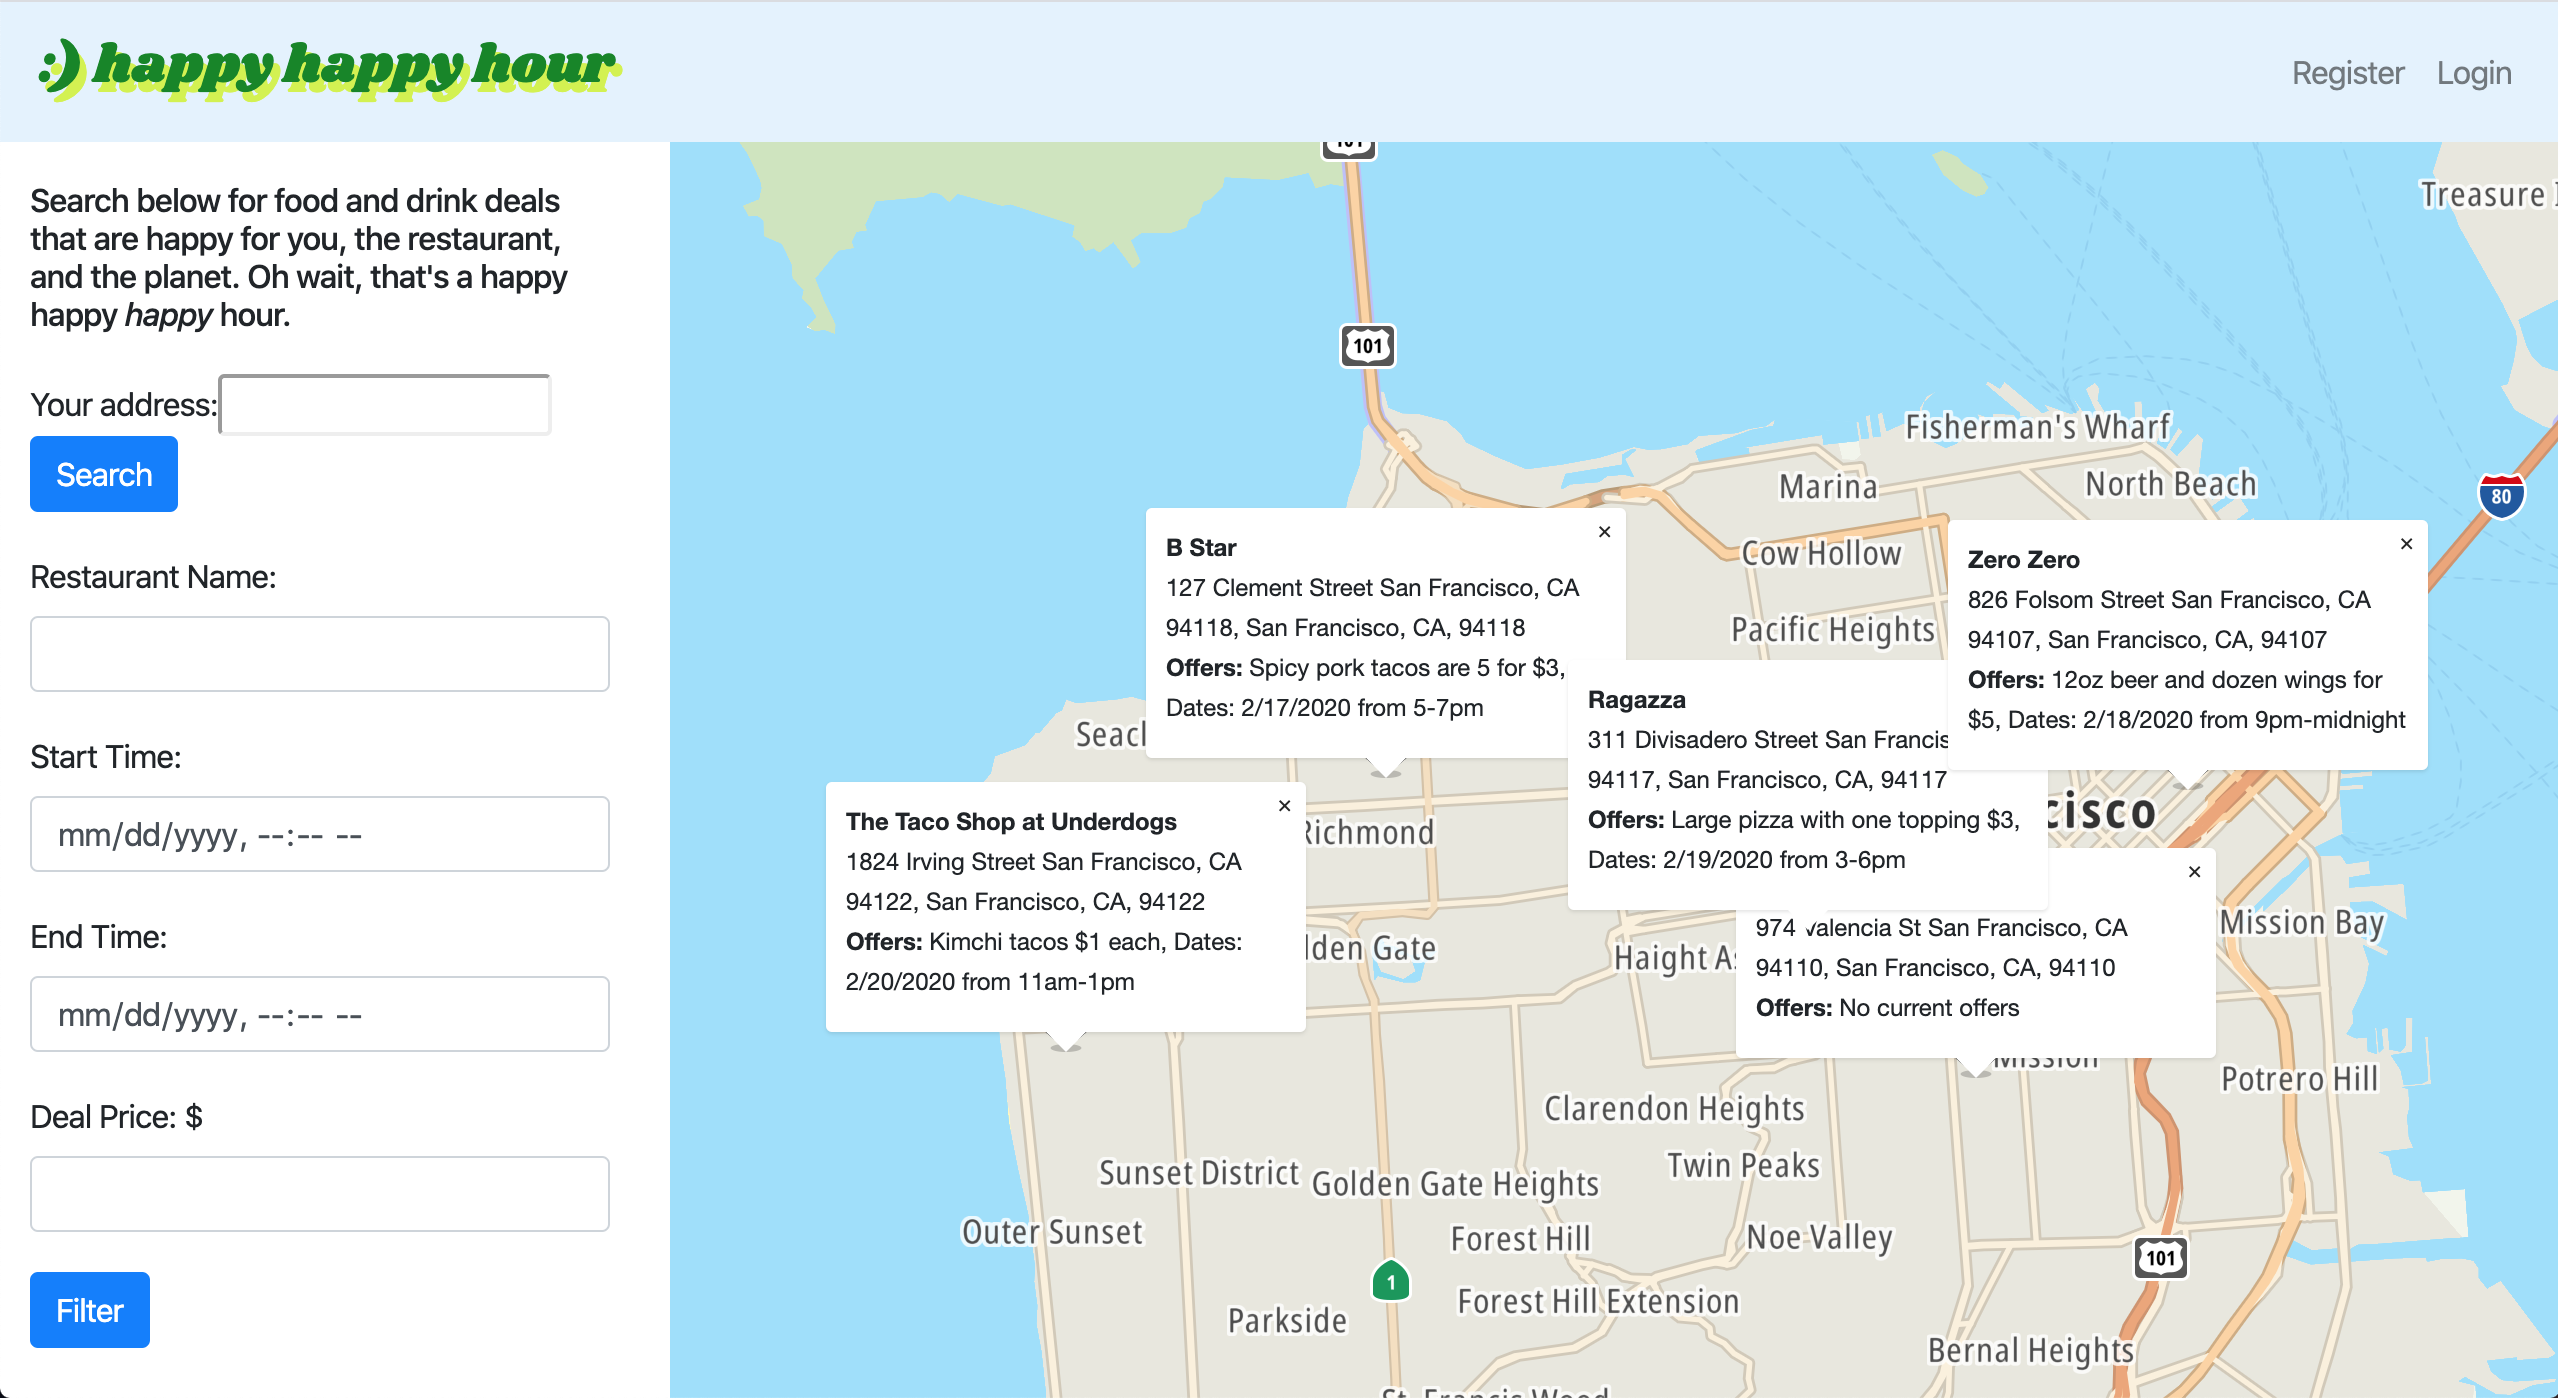 :) happy happy hour
Register Login
Search below for food and drink deals
that are happy for you, the restaurant,
and the planet. Oh wait, that's a happy
happy happy hour.
Your address:
Search
Restaurant Name:
Start Time:
mm/dd/yyyy, --:-- --
End Time:
mm/dd/yyyy, --:-- --
Deal Price: $
Filter
101
Treasure
101
Fisherman's Wharf
Marina
North Beach
80
Cow Hollow
Pacific Heights
B Star
×
127 Clement Street San Francisco, CA
94118, San Francisco, CA, 94118
Offers: Spicy pork tacos are 5 for $3,
Dates: 2/17/2020 from 5-7pm
Zero Zero
×
826 Folsom Street San Francisco, CA
94107, San Francisco, CA, 94107
Offers: 12oz beer and dozen wings for
$5, Dates: 2/18/2020 from 9pm-midnight
Ragazza
311 Divisadero Street San Francis
94117, San Francisco, CA, 94117
Offers: Large pizza with one topping $3,
Dates: 2/19/2020 from 3-6pm
Seacl
cisco
The Taco Shop at Underdogs
×
1824 Irving Street San Francisco, CA
94122, San Francisco, CA, 94122
Offers: Kimchi tacos $1 each, Dates:
2/20/2020 from 11am-1pm
Richmond
lden Gate
Haight A
×
974 Valencia St San Francisco, CA
94110, San Francisco, CA, 94110
Offers: No current offers
Mission Bay
Mission
Potrero Hill
Clarendon Heights
Twin Peaks
Sunset District
Golden Gate Heights
Outer Sunset
Forest Hill
Noe Valley
101
1
Forest Hill Extension
Parkside
Bernal Heights
St. Francis Wood